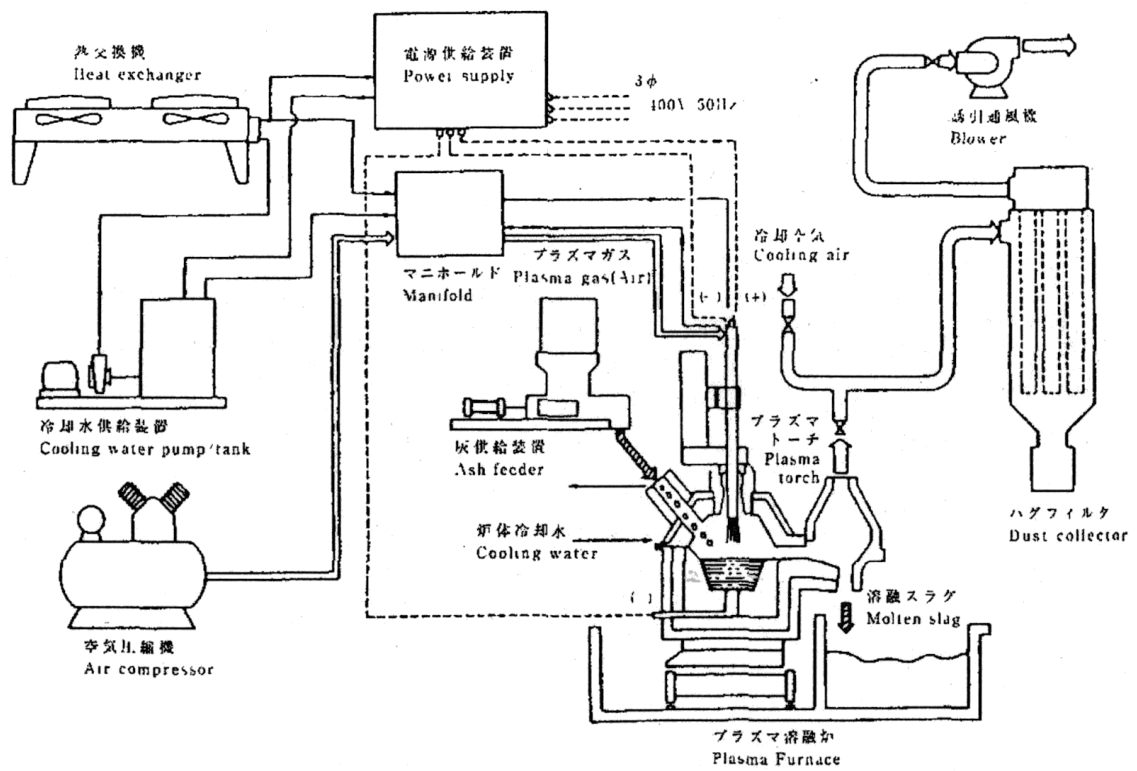 熱交換機
Heat exchanger
電源供給装置
Power supply
3φ
400V 50Hz
誘引通風機
Blower
マニホールド
Manifold
プラズマガス
Plasma gas(Air)
冷却空気
Cooling air
(-) (+)
冷却水供給装置
Cooling water pump/tank
灰供給装置
Ash feeder
プラズマ
トーチ
Plasma
torch
バグフィルタ
Dust collector
炉体冷却水
Cooling water
(-)
溶融スラグ
Molten slag
空気圧縮機
Air compressor
プラズマ溶融炉
Plasma Furnace